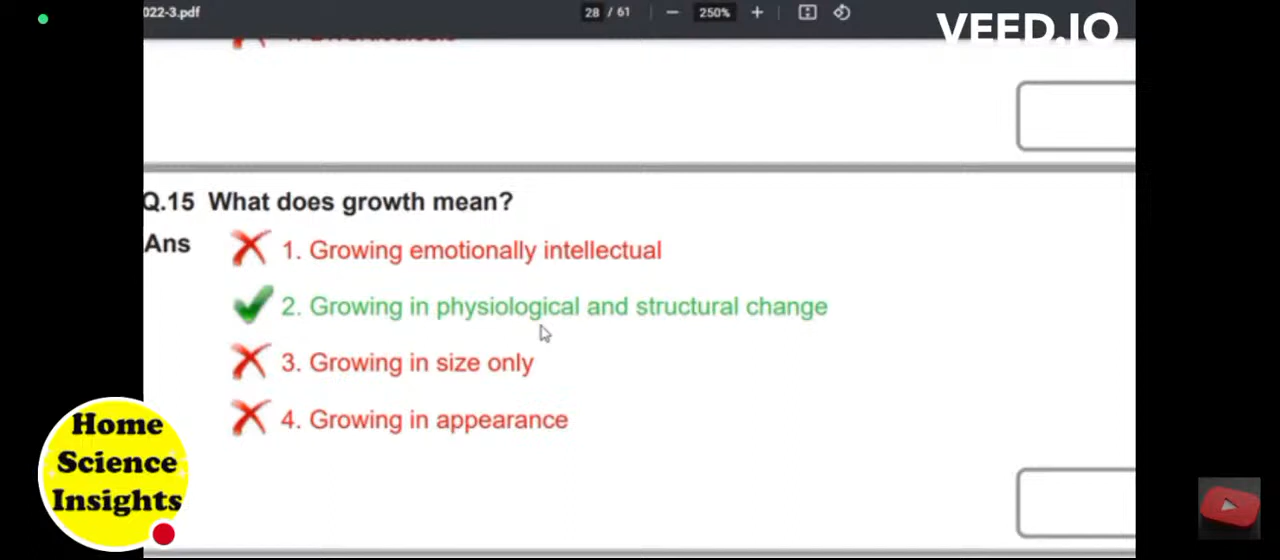 022-3.pdf
28 / 61
250%
VEED.IO
Q.15 What does growth mean?
Ans
1. Growing emotionally intellectual
2. Growing in physiological and structural change
3. Growing in size only
4. Growing in appearance
Home
Science
Insights